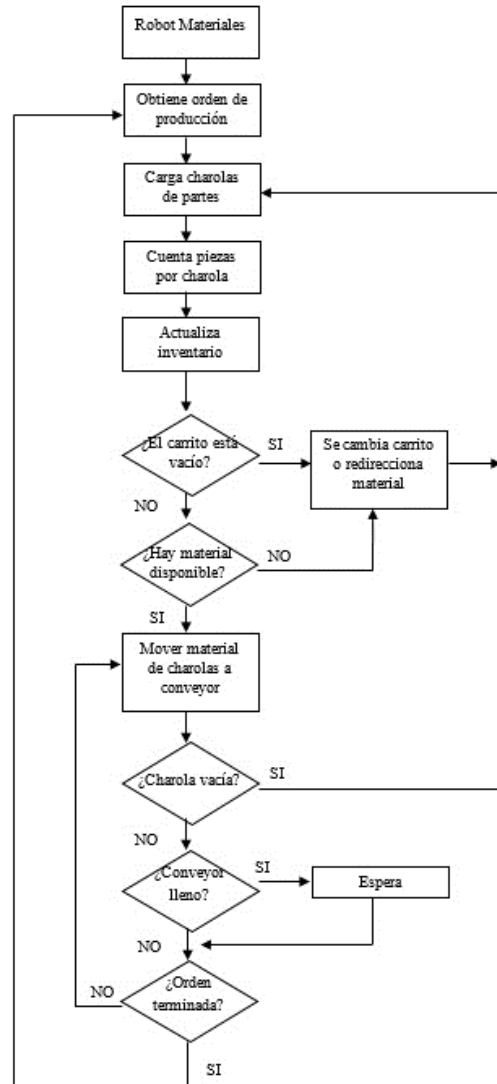 Robot Materiales
Obtiene orden de
producción
Carga charolas
de partes
Cuenta piezas
por charola
Actualiza
inventario
¿El carrito está
vacío?
SI
Se cambia carrito
o redirecciona
material
NO
¿Hay material
disponible?
NO
SI
Mover material
de charolas a
conveyor
¿Charola vacía?
SI
NO
¿Conveyor
lleno?
SI
Espera
NO
¿Orden
terminada?
NO
SI